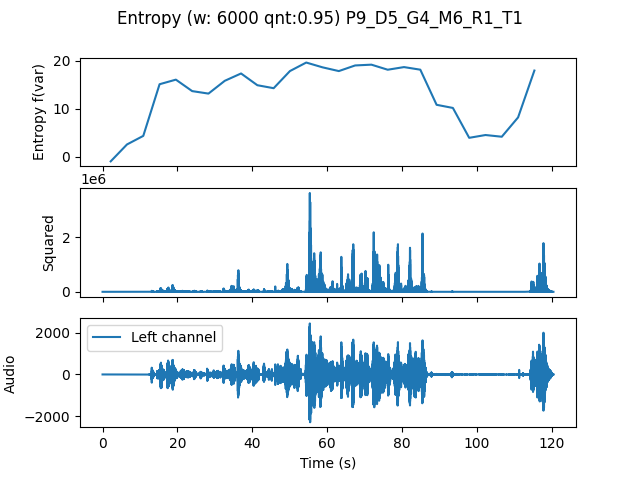 Entropy (w: 6000 qnt:0.95) P9_D5_G4_M6_R1_T1
Entropy f(var)
20
10
0
1e6
Squared
2
0
Audio
2000
0
−2000
Left channel
0 20 40 60 80 100 120
Time (s)